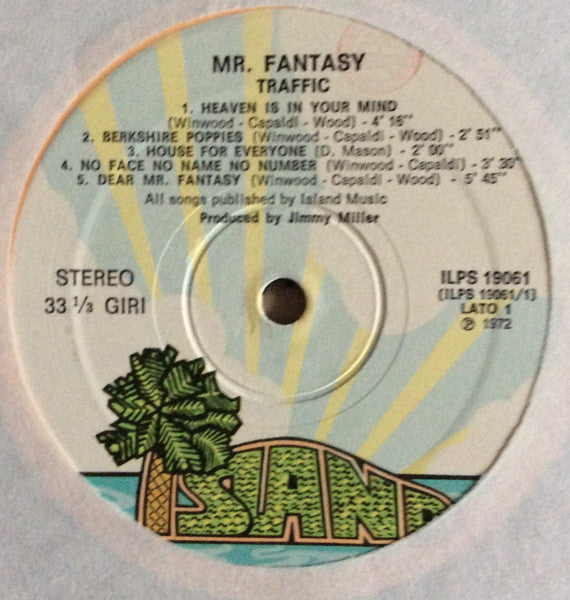 MR. FANTASY
TRAFFIC
1. HEAVEN IS IN YOUR MIND
(Winwood - Capaldi - Wood) - 4' 16"
2. BERKSHIRE POPPIES (Winwood - Capaldi - Wood) - 2' 51"
3. HOUSE FOR EVERYONE (D. Mason) - 2' 00"
4. NO FACE NO NAME NO NUMBER (Winwood - Capaldi - Wood) - 3' 30"
5. DEAR MR. FANTASY (Winwood - Capaldi - Wood) - 5' 45"
All songs published by Island Music
Produced by Jimmy Miller
STEREO
33 1/3 GIRI
ILPS 19061
(ILPS 19061/1)
LATO 1
℗ 1972
ISLAND